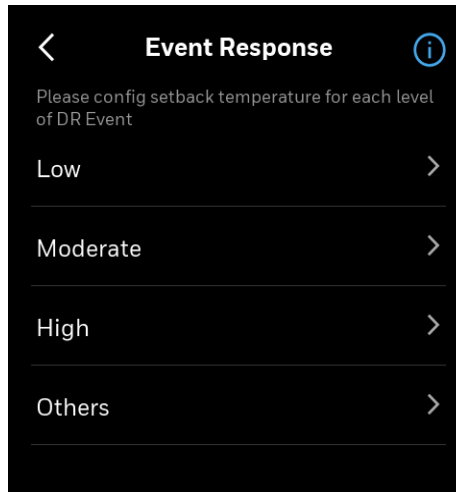 Event Response
Please config setback temperature for each level
of DR Event
Low
Moderate
High
Others